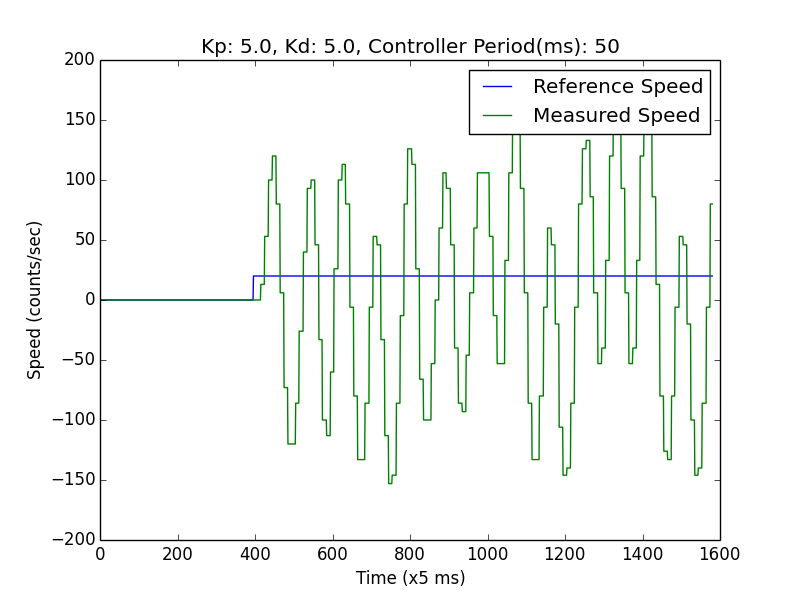 Kp: 5.0, Kd: 5.0, Controller Period(ms): 50
Reference Speed
Measured Speed
Speed (counts/sec)
200
150
100
50
0
−50
−100
−150
−200
0 200 400 600 800 1000 1200 1400 1600
Time (x5 ms)